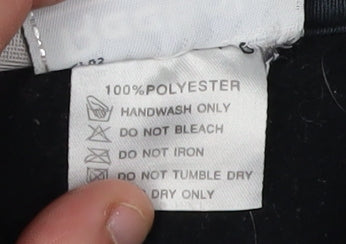 100%POLYESTER
HANDWASH ONLY
DO NOT BLEACH
DO NOT IRON
DO NOT TUMBLE DRY
DRY ONLY